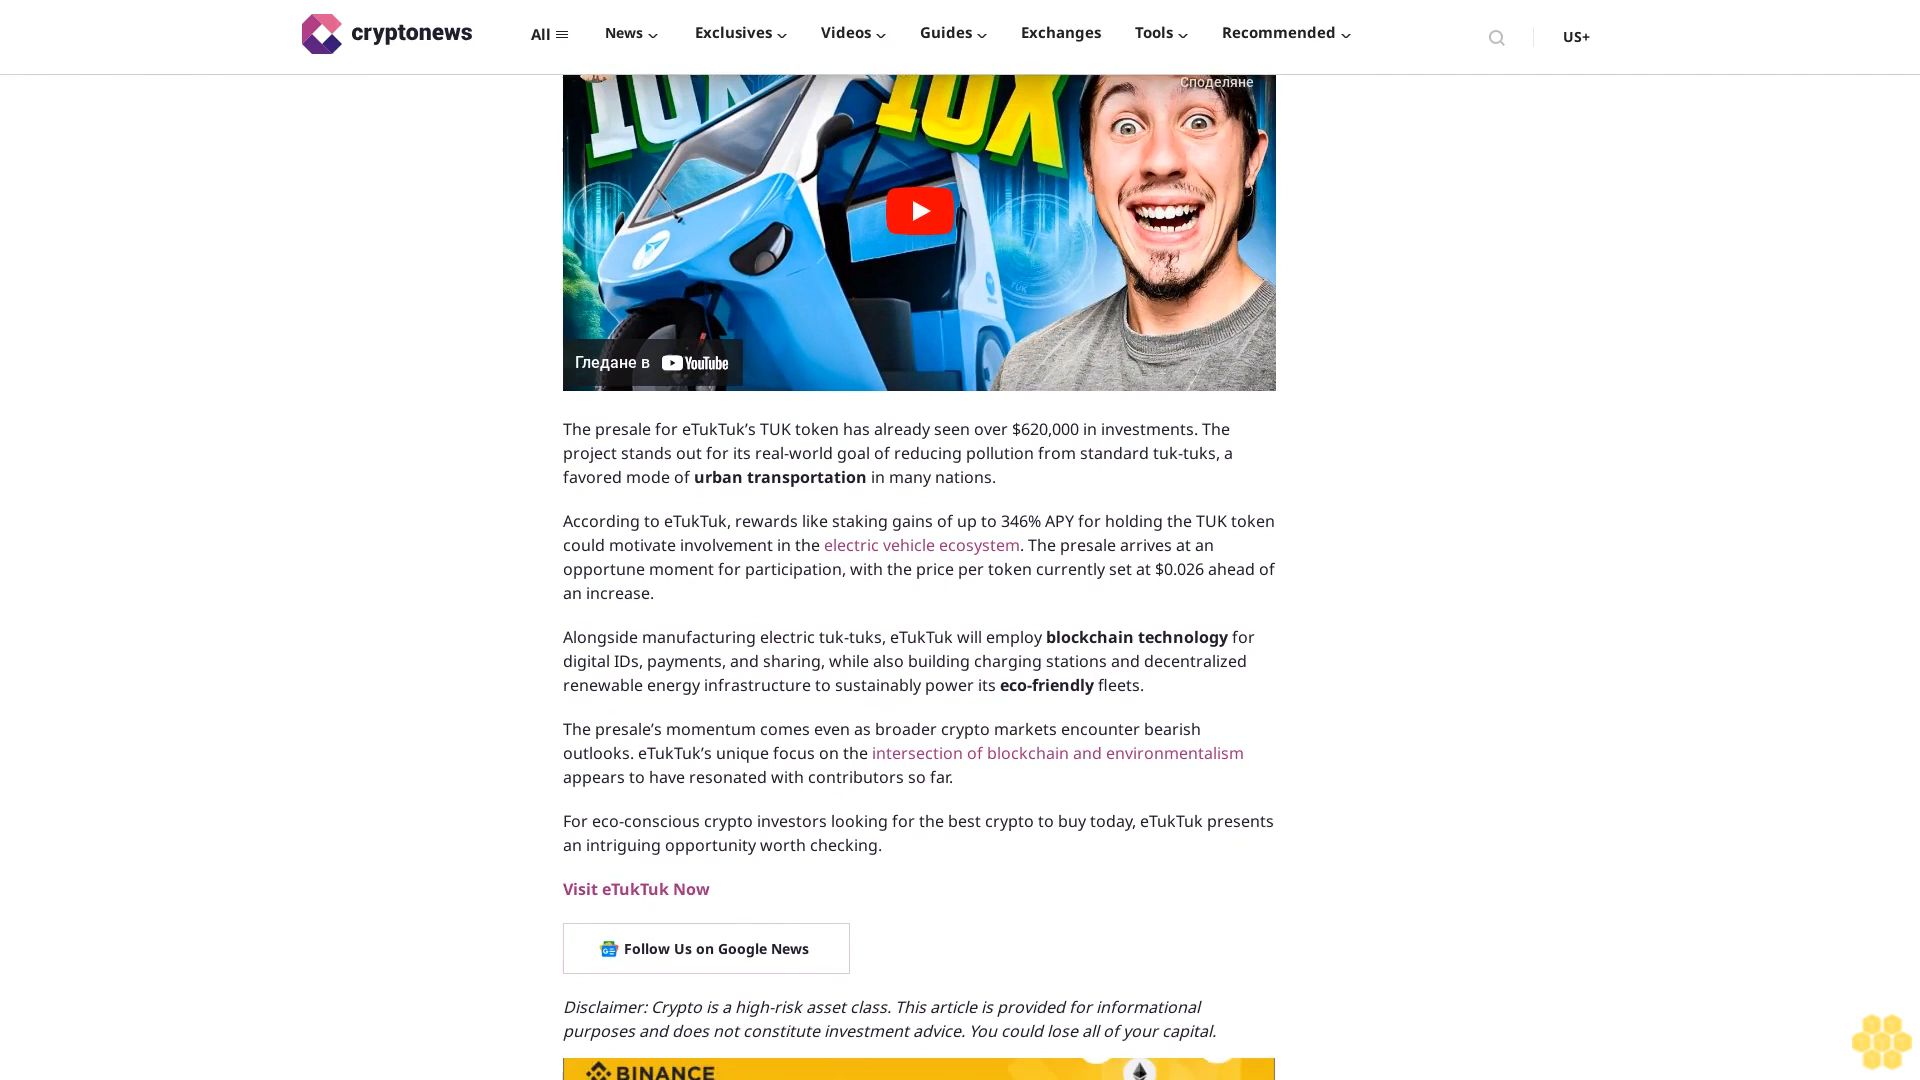 cryptonews
All
News
Exclusives
Videos
Guides
Exchanges
Tools
Recommended
US+
Споделяне
10X
Гледане в YouTube
The presale for eTukTuk’s TUK token has already seen over $620,000 in investments. The
project stands out for its real-world goal of reducing pollution from standard tuk-tuks, a
favored mode of urban transportation in many nations.
According to eTukTuk, rewards like staking gains of up to 346% APY for holding the TUK token
could motivate involvement in the electric vehicle ecosystem. The presale arrives at an
opportune moment for participation, with the price per token currently set at $0.026 ahead of
an increase.
Alongside manufacturing electric tuk-tuks, eTukTuk will employ blockchain technology for
digital IDs, payments, and sharing, while also building charging stations and decentralized
renewable energy infrastructure to sustainably power its eco-friendly fleets.
The presale’s momentum comes even as broader crypto markets encounter bearish
outlooks. eTukTuk’s unique focus on the intersection of blockchain and environmentalism
appears to have resonated with contributors so far.
For eco-conscious crypto investors looking for the best crypto to buy today, eTukTuk presents
an intriguing opportunity worth checking.
Visit eTukTuk Now
Follow Us on Google News
Disclaimer: Crypto is a high-risk asset class. This article is provided for informational
purposes and does not constitute investment advice. You could lose all of your capital.
BINANCE